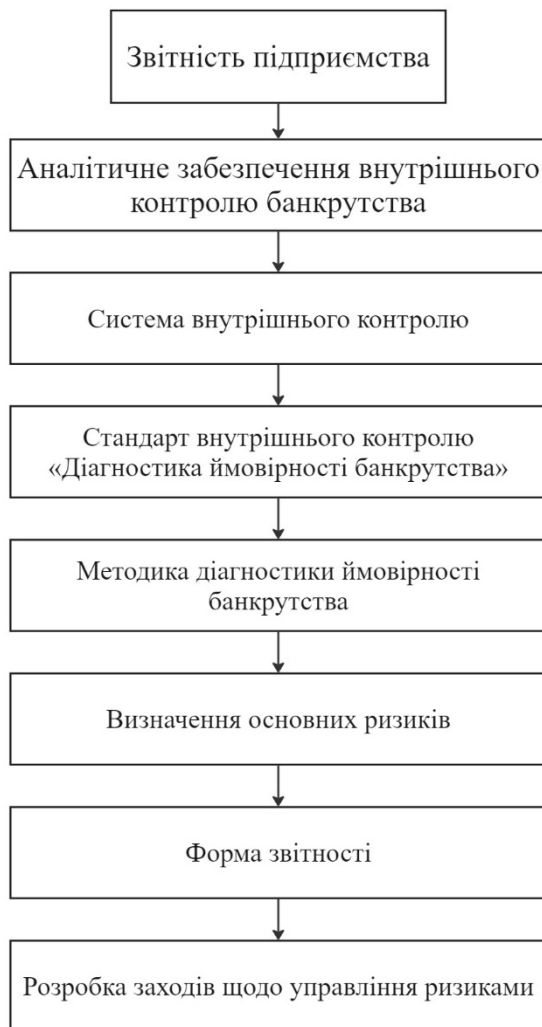 Звітність підприємства
Аналітичне забезпечення внутрішнього
контролю банкрутства
Система внутрішнього контролю
Стандарт внутрішнього контролю
«Діагностика ймовірності банкрутства»
Методика діагностики ймовірності
банкрутства
Визначення основних ризиків
Форма звітності
Розробка заходів щодо управління ризиками